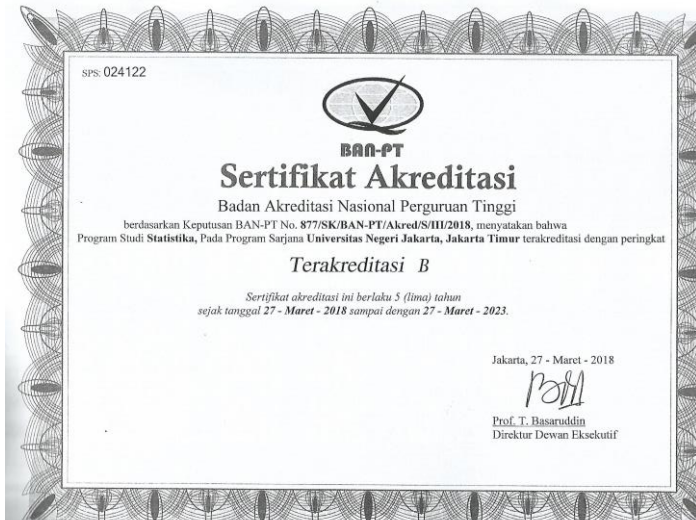 SPS: 024122
BAN-PT
Sertifikat Akreditasi
Badan Akreditasi Nasional Perguruan Tinggi
berdasarkan Keputusan BAN-PT No. 877/SK/BAN-PT/Akred/S/III/2018, menyatakan bahwa
Program Studi Statistika, Pada Program Sarjana Universitas Negeri Jakarta, Jakarta Timur terakreditasi dengan peringkat
Terakreditasi B
Sertifikat akreditasi ini berlaku 5 (lima) tahun
sejak tanggal 27 - Maret - 2018 sampai dengan 27 - Maret - 2023.
Jakarta, 27 - Maret - 2018
Prof. T. Basaruddin
Direktur Dewan Eksekutif